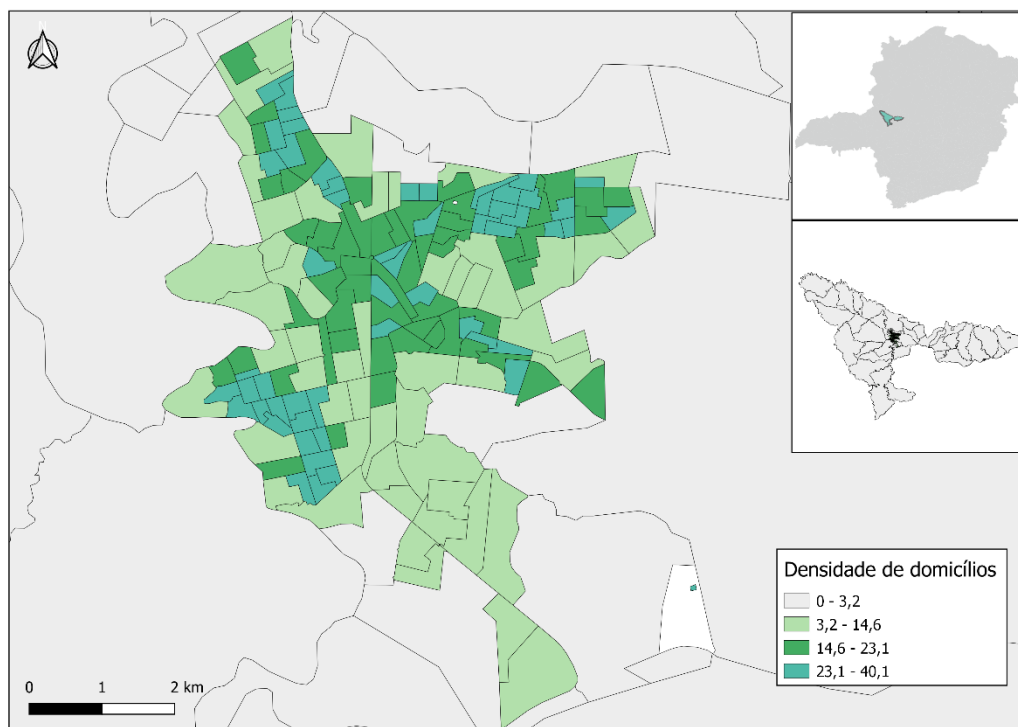 N
Densidade de domicílios
0 - 3,2
3,2 - 14,6
14,6 - 23,1
23,1 - 40,1
0 1 2 km